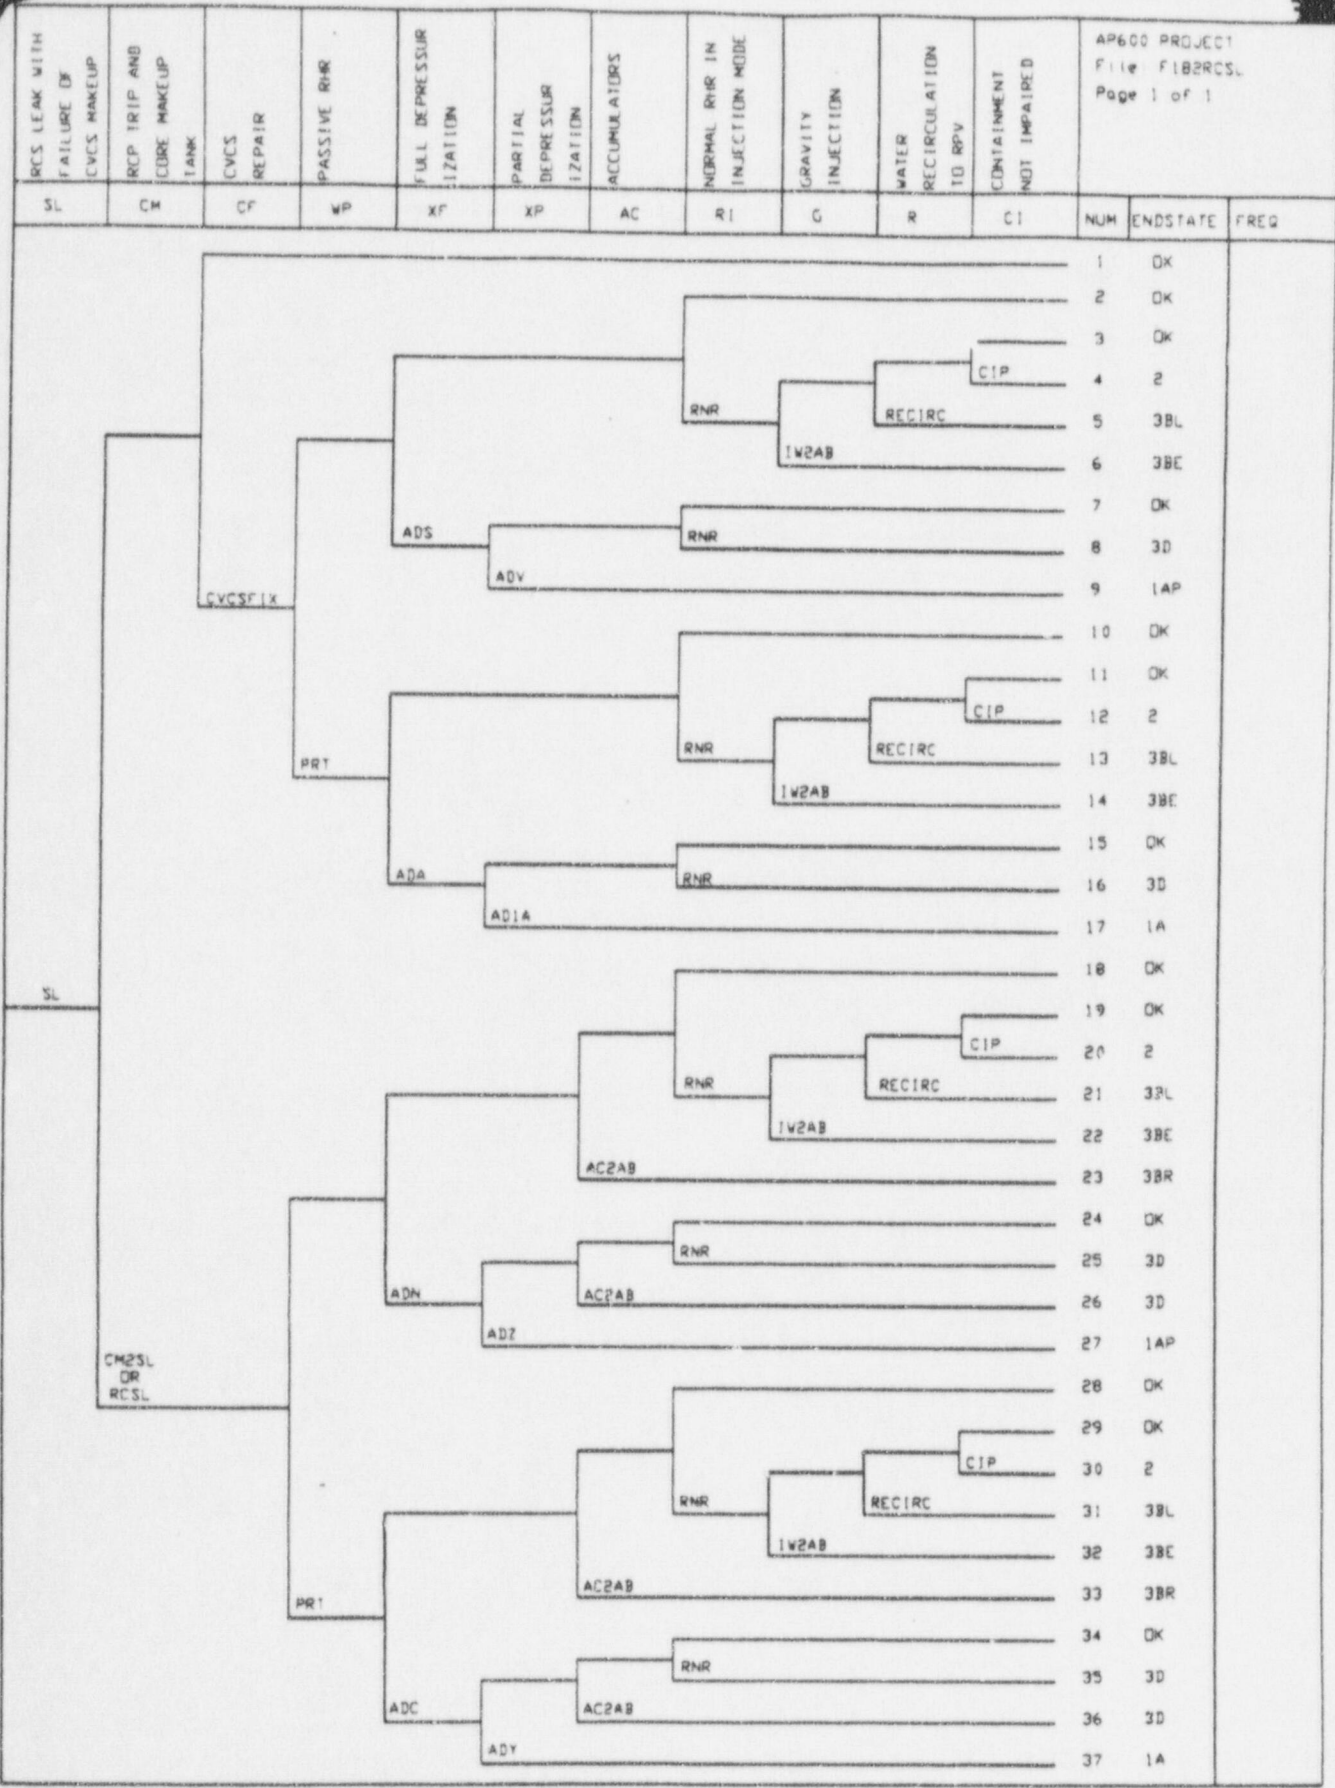 RCS LEAK WITH
FAILURE OF
CVCS MAKEUP
RCP TRIP AND
CORE MAKEUP
TANK
CVCS
REPAIR
PASSIVE RHR
FULL DEPRESSUR
IZATION
PARTIAL
DEPRESSUR
IZATION
ACCUMULATORS
NORMAL RHR IN
INJECTION MODE
GRAVITY
INJECTION
WATER
RECIRCULATION
TO RPV
CONTAINMENT
NOT IMPAIRED
AP600 PROJECT
File: F1B2RCSL
Page 1 of 1
SL CM CF WP XF XP AC RI G R CI NUM ENDSTATE FREQ
1 OK
2 OK
3 OK
CIP
4 2
RNR RECIRC
5 3BL
IW2AB
6 3BE
7 OK
ADS RNR
8 3D
ADV
9 1AP
CVCSFIX
10 OK
11 OK
CIP
12 2
RNR RECIRC
13 3BL
PRT
IW2AB
14 3BE
15 OK
ADA RNR
16 3D
AD1A
17 1A
18 OK
SL
19 OK
CIP
20 2
RNR RECIRC
21 3BL
IW2AB
22 3BE
AC2AB
23 3BR
24 OK
RNR
25 3D
ADN AC2AB
26 3D
ADZ
27 1AP
CM2SL
OR
RCSL
28 OK
29 OK
CIP
30 2
RNR RECIRC
31 3BL
IW2AB
32 3BE
AC2AB
33 3BR
PRT
34 OK
RNR
35 3D
ADC AC2AB
36 3D
ADY
37 1A